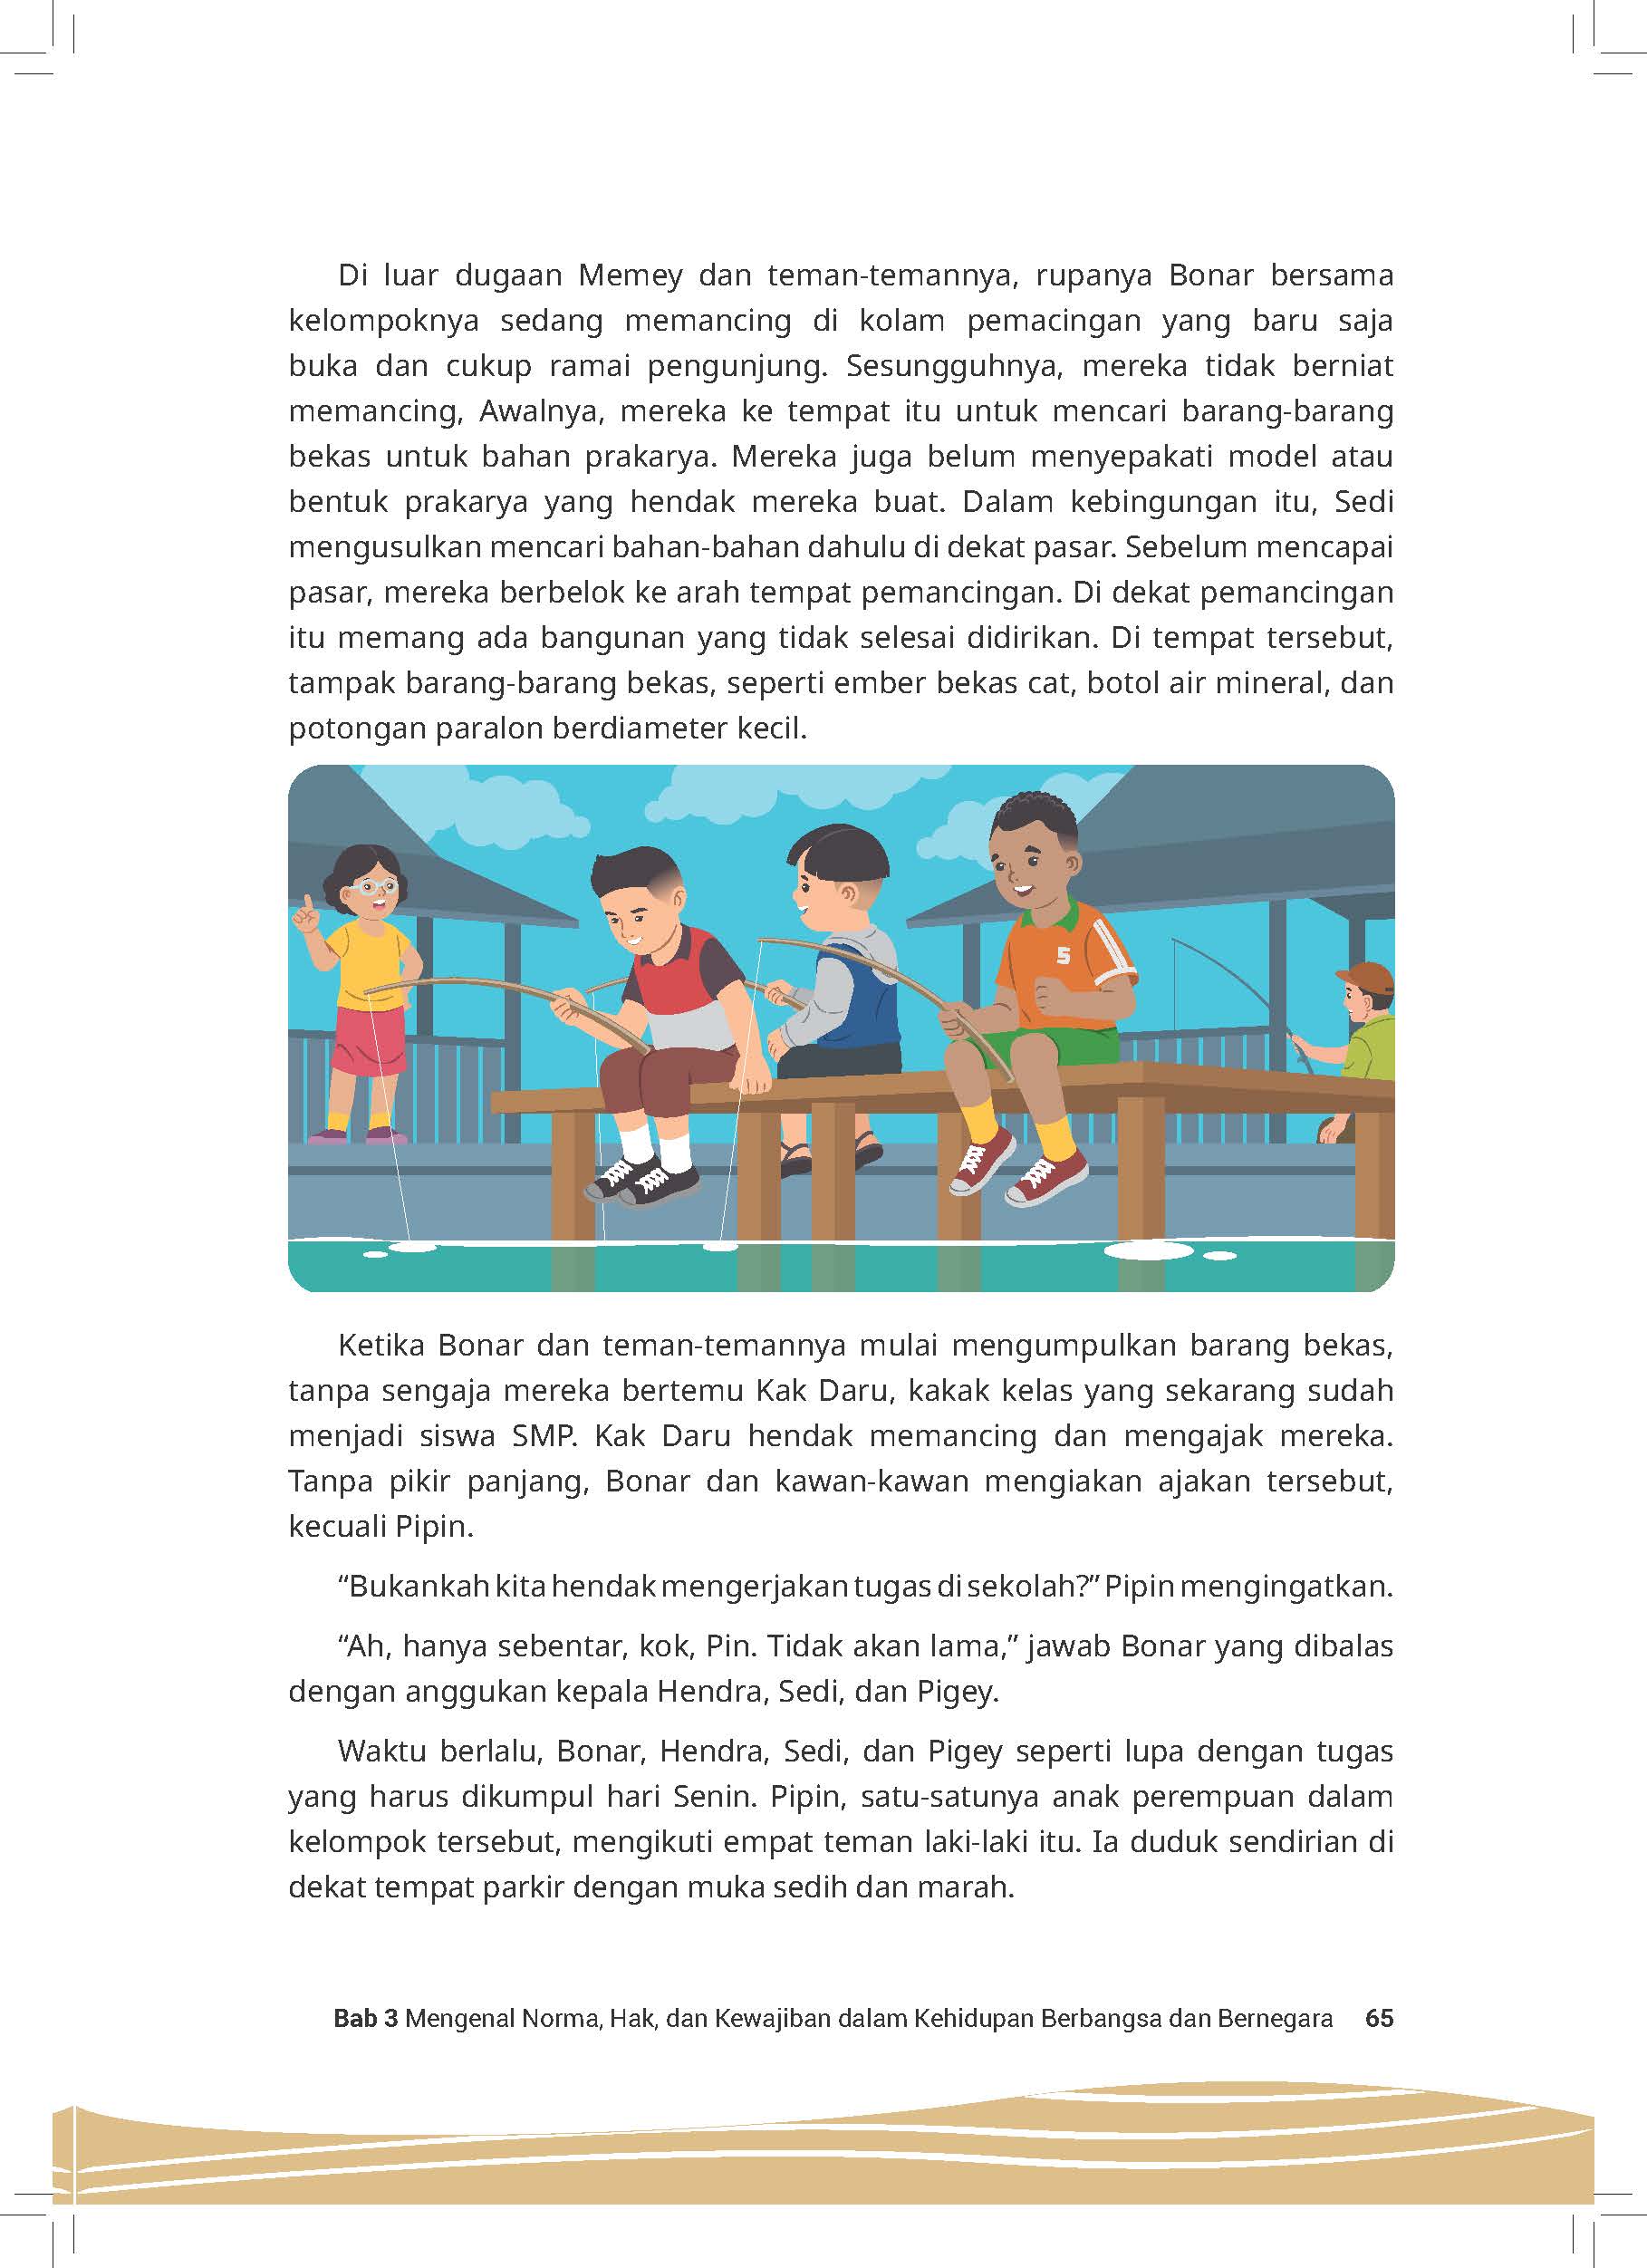 Di luar dugaan Memey dan teman-temannya, rupanya Bonar bersama
kelompoknya sedang memancing di kolam pemacingan yang baru saja
buka dan cukup ramai pengunjung. Sesungguhnya, mereka tidak berniat
memancing, Awalnya, mereka ke tempat itu untuk mencari barang-barang
bekas untuk bahan prakarya. Mereka juga belum menyepakati model atau
bentuk prakarya yang hendak mereka buat. Dalam kebingungan itu, Sedi
mengusulkan mencari bahan-bahan dahulu di dekat pasar. Sebelum mencapai
pasar, mereka berbelok ke arah tempat pemancingan. Di dekat pemancingan
itu memang ada bangunan yang tidak selesai didirikan. Di tempat tersebut,
tampak barang-barang bekas, seperti ember bekas cat, botol air mineral, dan
potongan paralon berdiameter kecil.
5
Ketika Bonar dan teman-temannya mulai mengumpulkan barang bekas,
tanpa sengaja mereka bertemu Kak Daru, kakak kelas yang sekarang sudah
menjadi siswa SMP. Kak Daru hendak memancing dan mengajak mereka.
Tanpa pikir panjang, Bonar dan kawan-kawan mengiakan ajakan tersebut,
kecuali Pipin.
“Bukankah kita hendak mengerjakan tugas di sekolah?” Pipin mengingatkan.
“Ah, hanya sebentar, kok, Pin. Tidak akan lama,” jawab Bonar yang dibalas
dengan anggukan kepala Hendra, Sedi, dan Pigey.
Waktu berlalu, Bonar, Hendra, Sedi, dan Pigey seperti lupa dengan tugas
yang harus dikumpul hari Senin. Pipin, satu-satunya anak perempuan dalam
kelompok tersebut, mengikuti empat teman laki-laki itu. Ia duduk sendirian di
dekat tempat parkir dengan muka sedih dan marah.
Bab 3 Mengenal Norma, Hak, dan Kewajiban dalam Kehidupan Berbangsa dan Bernegara 65